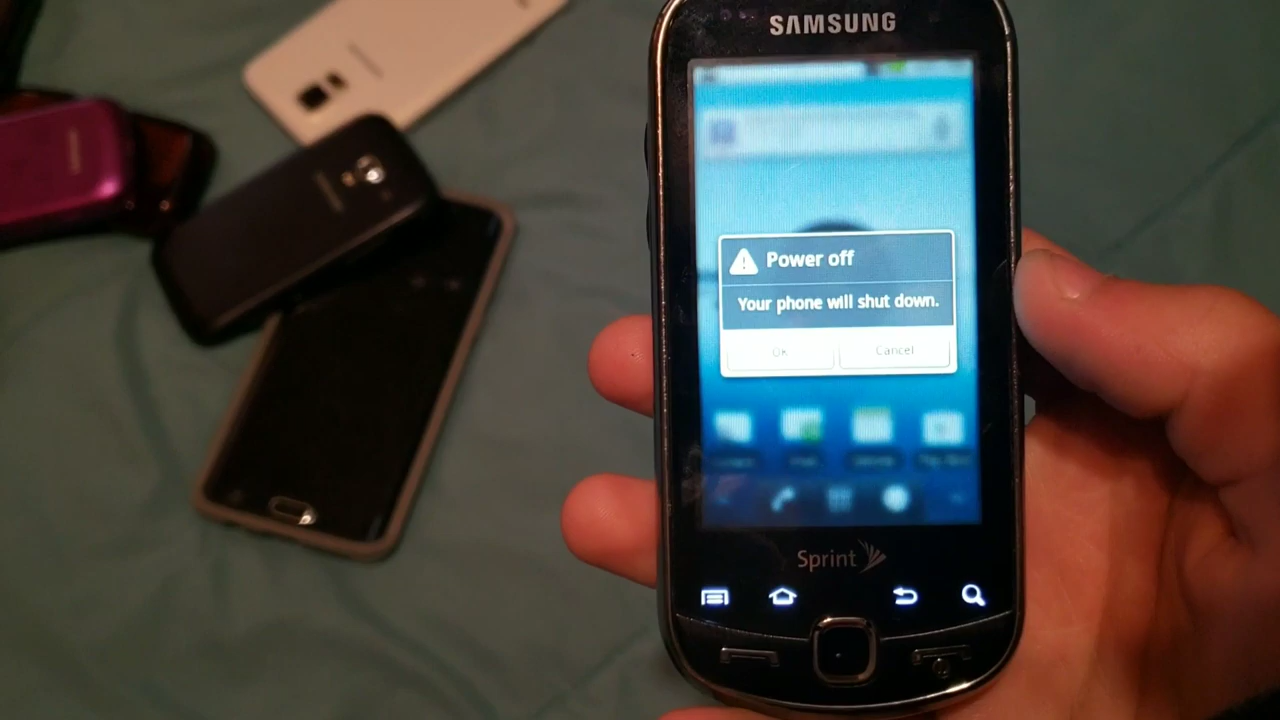 SAMSUNG
Power off
Your phone will shut down.
OK
Cancel
Sprint